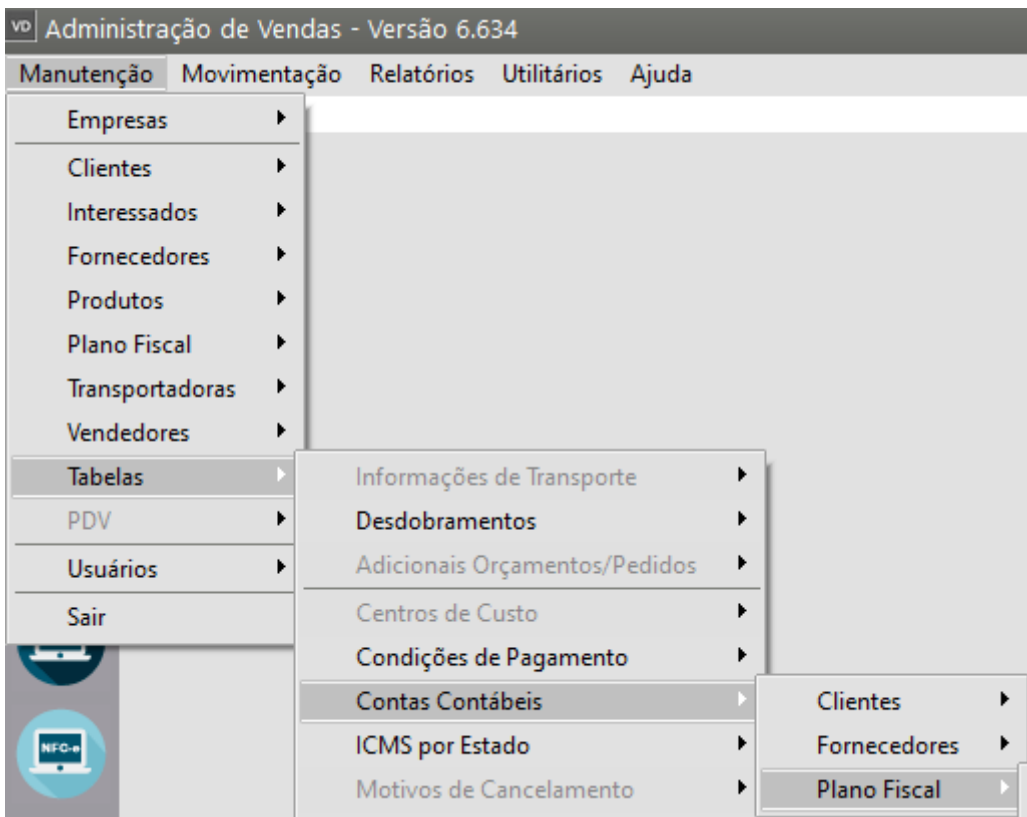 VD Administração de Vendas - Versão 6.634
Manutenção Movimentação Relatórios Utilitários Ajuda
Empresas
Clientes
Interessados
Fornecedores
Produtos
Plano Fiscal
Transportadoras
Vendedores
Tabelas
PDV
Usuários
Sair
Informações de Transporte
Desdobramentos
Adicionais Orçamentos/Pedidos
Centros de Custo
Condições de Pagamento
Contas Contábeis
ICMS por Estado
Motivos de Cancelamento
Clientes
Fornecedores
Plano Fiscal
NFC-e